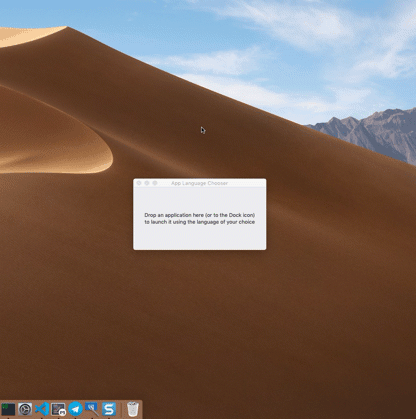 App Language Chooser
Drop an application here (or to the Dock icon)
to launch it using the language of your choice